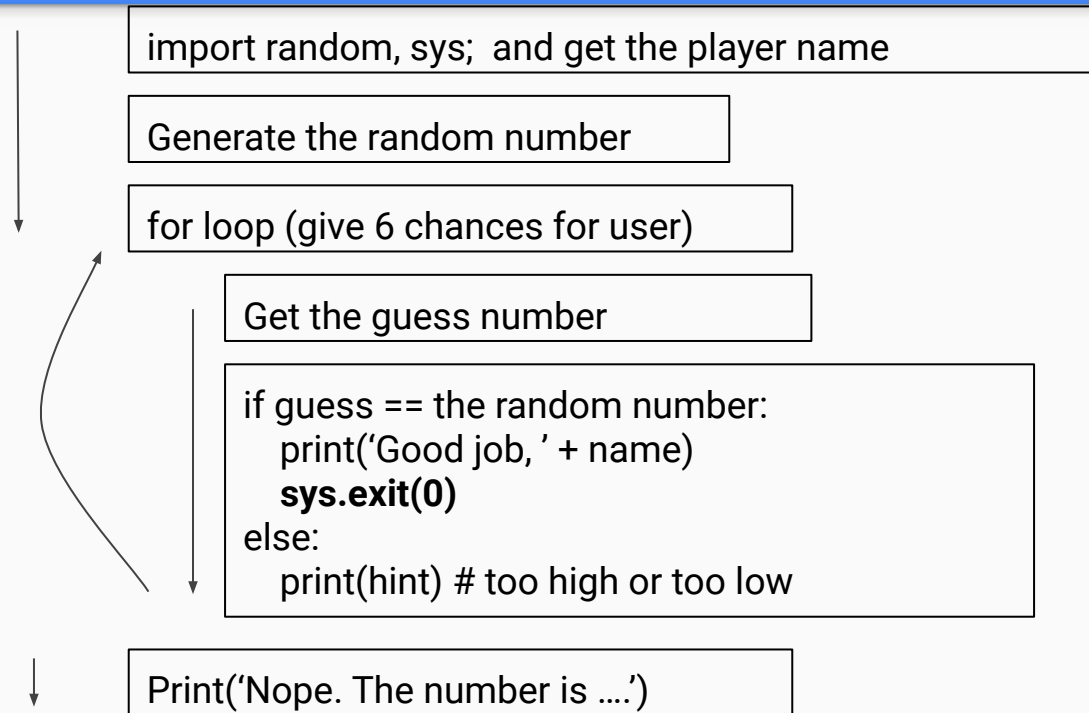 import random, sys;  and get the player name
Generate the random number
for loop (give 6 chances for user)
Get the guess number
if guess == the random number:
print(‘Good job, ’ + name)
sys.exit(0)
else:
print(hint) # too high or too low
Print(‘Nope. The number is ….’)